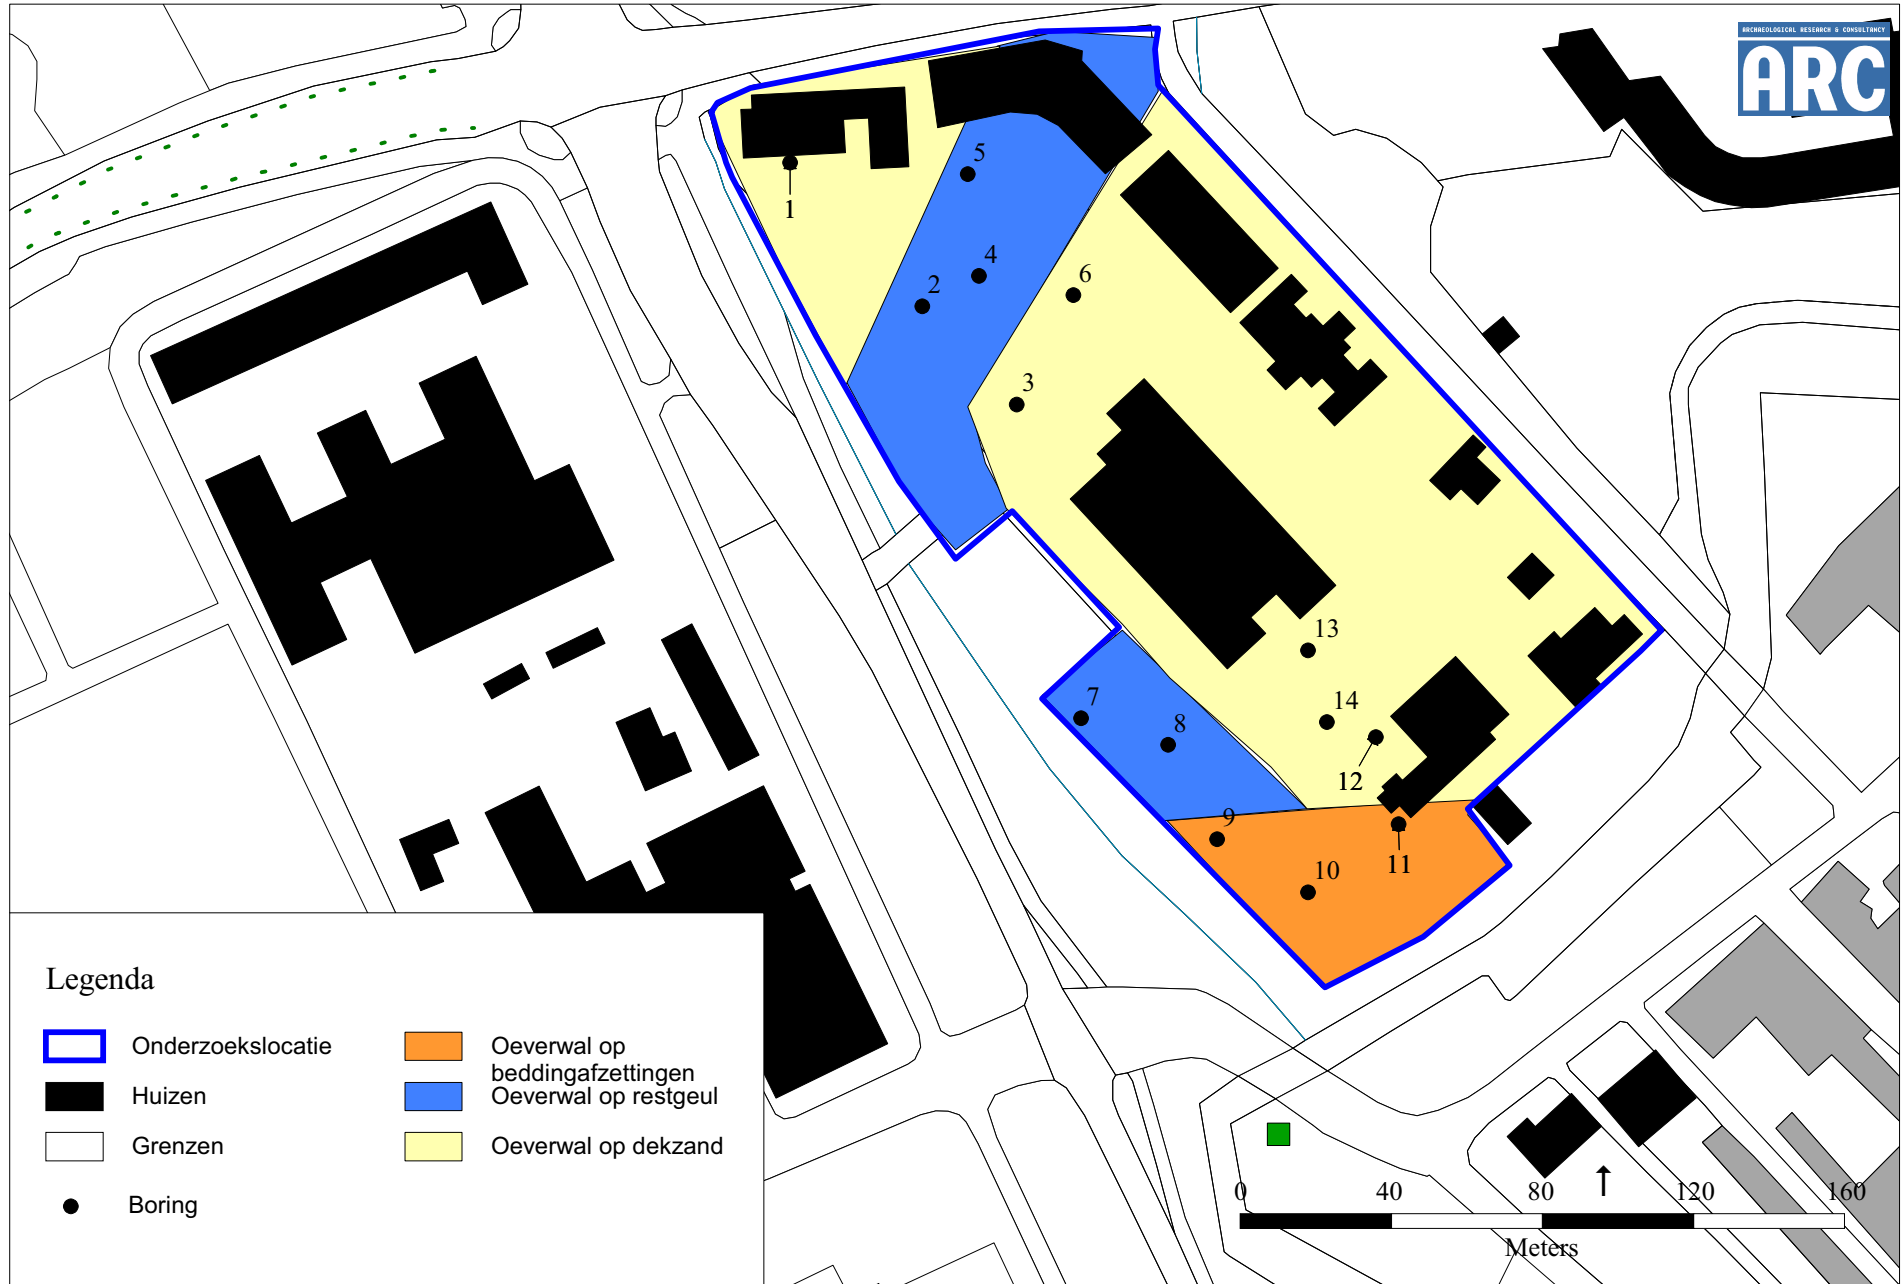 ARCHAEOLOGICAL RESEARCH & CONSULTANCY
ARC
1
5
4
2
6
3
13
7
14
8
12
9
11
10
Legenda
Onderzoekslocatie
Huizen
Grenzen
Boring
Oeverwal op
beddingafzettingen
Oeverwal op restgeul
Oeverwal op dekzand
0 40 80 120 160
Meters